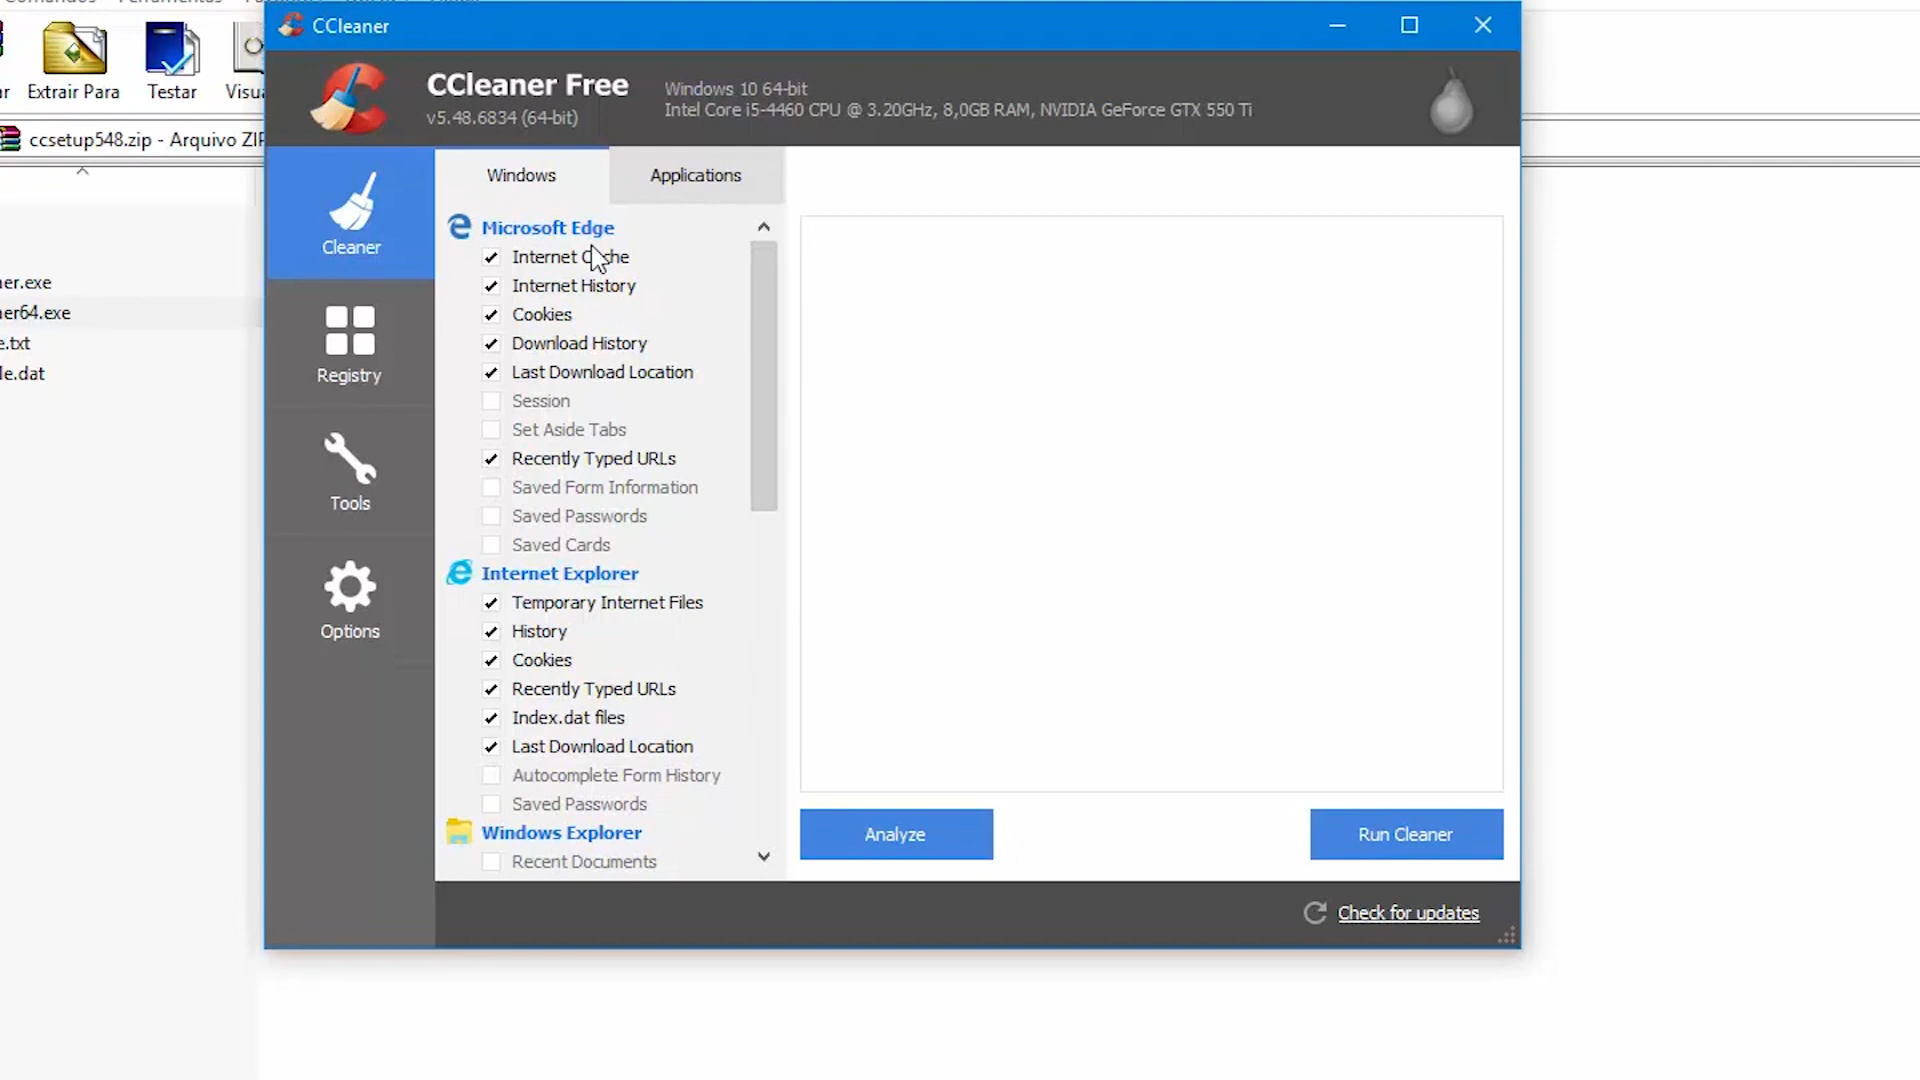 CCleaner
Extrair Para
Testar
CCleaner Free
v5.48.6834 (64-bit)
Windows 10 64-bit
Intel Core i5-4460 CPU @ 3.20GHz, 8,0GB RAM, NVIDIA GeForce GTX 550 Ti
ccsetup548.zip - Arquivo ZI
Cleaner
Registry
Tools
Options
er.exe
er64.exe
.txt
le.dat
Windows
Applications
Microsoft Edge
Internet Cache
Internet History
Cookies
Download History
Last Download Location
Session
Set Aside Tabs
Recently Typed URLs
Saved Form Information
Saved Passwords
Saved Cards
Internet Explorer
Temporary Internet Files
History
Cookies
Recently Typed URLs
Index.dat files
Last Download Location
Autocomplete Form History
Saved Passwords
Windows Explorer
Recent Documents
Analyze
Run Cleaner
Check for updates